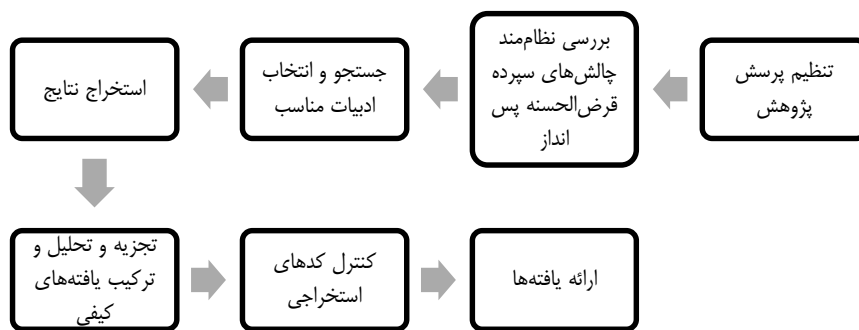 تنظیم پرسش
پژوهش
بررسی نظام‌مند
چالش‌های سپرده
قرض‌الحسنه پس
انداز
جستجو و انتخاب
ادبیات مناسب
استخراج نتایج
تجزیه و تحلیل و
ترکیب یافته‌های
کیفی
کنترل کدهای
استخراجی
ارائه یافته‌ها